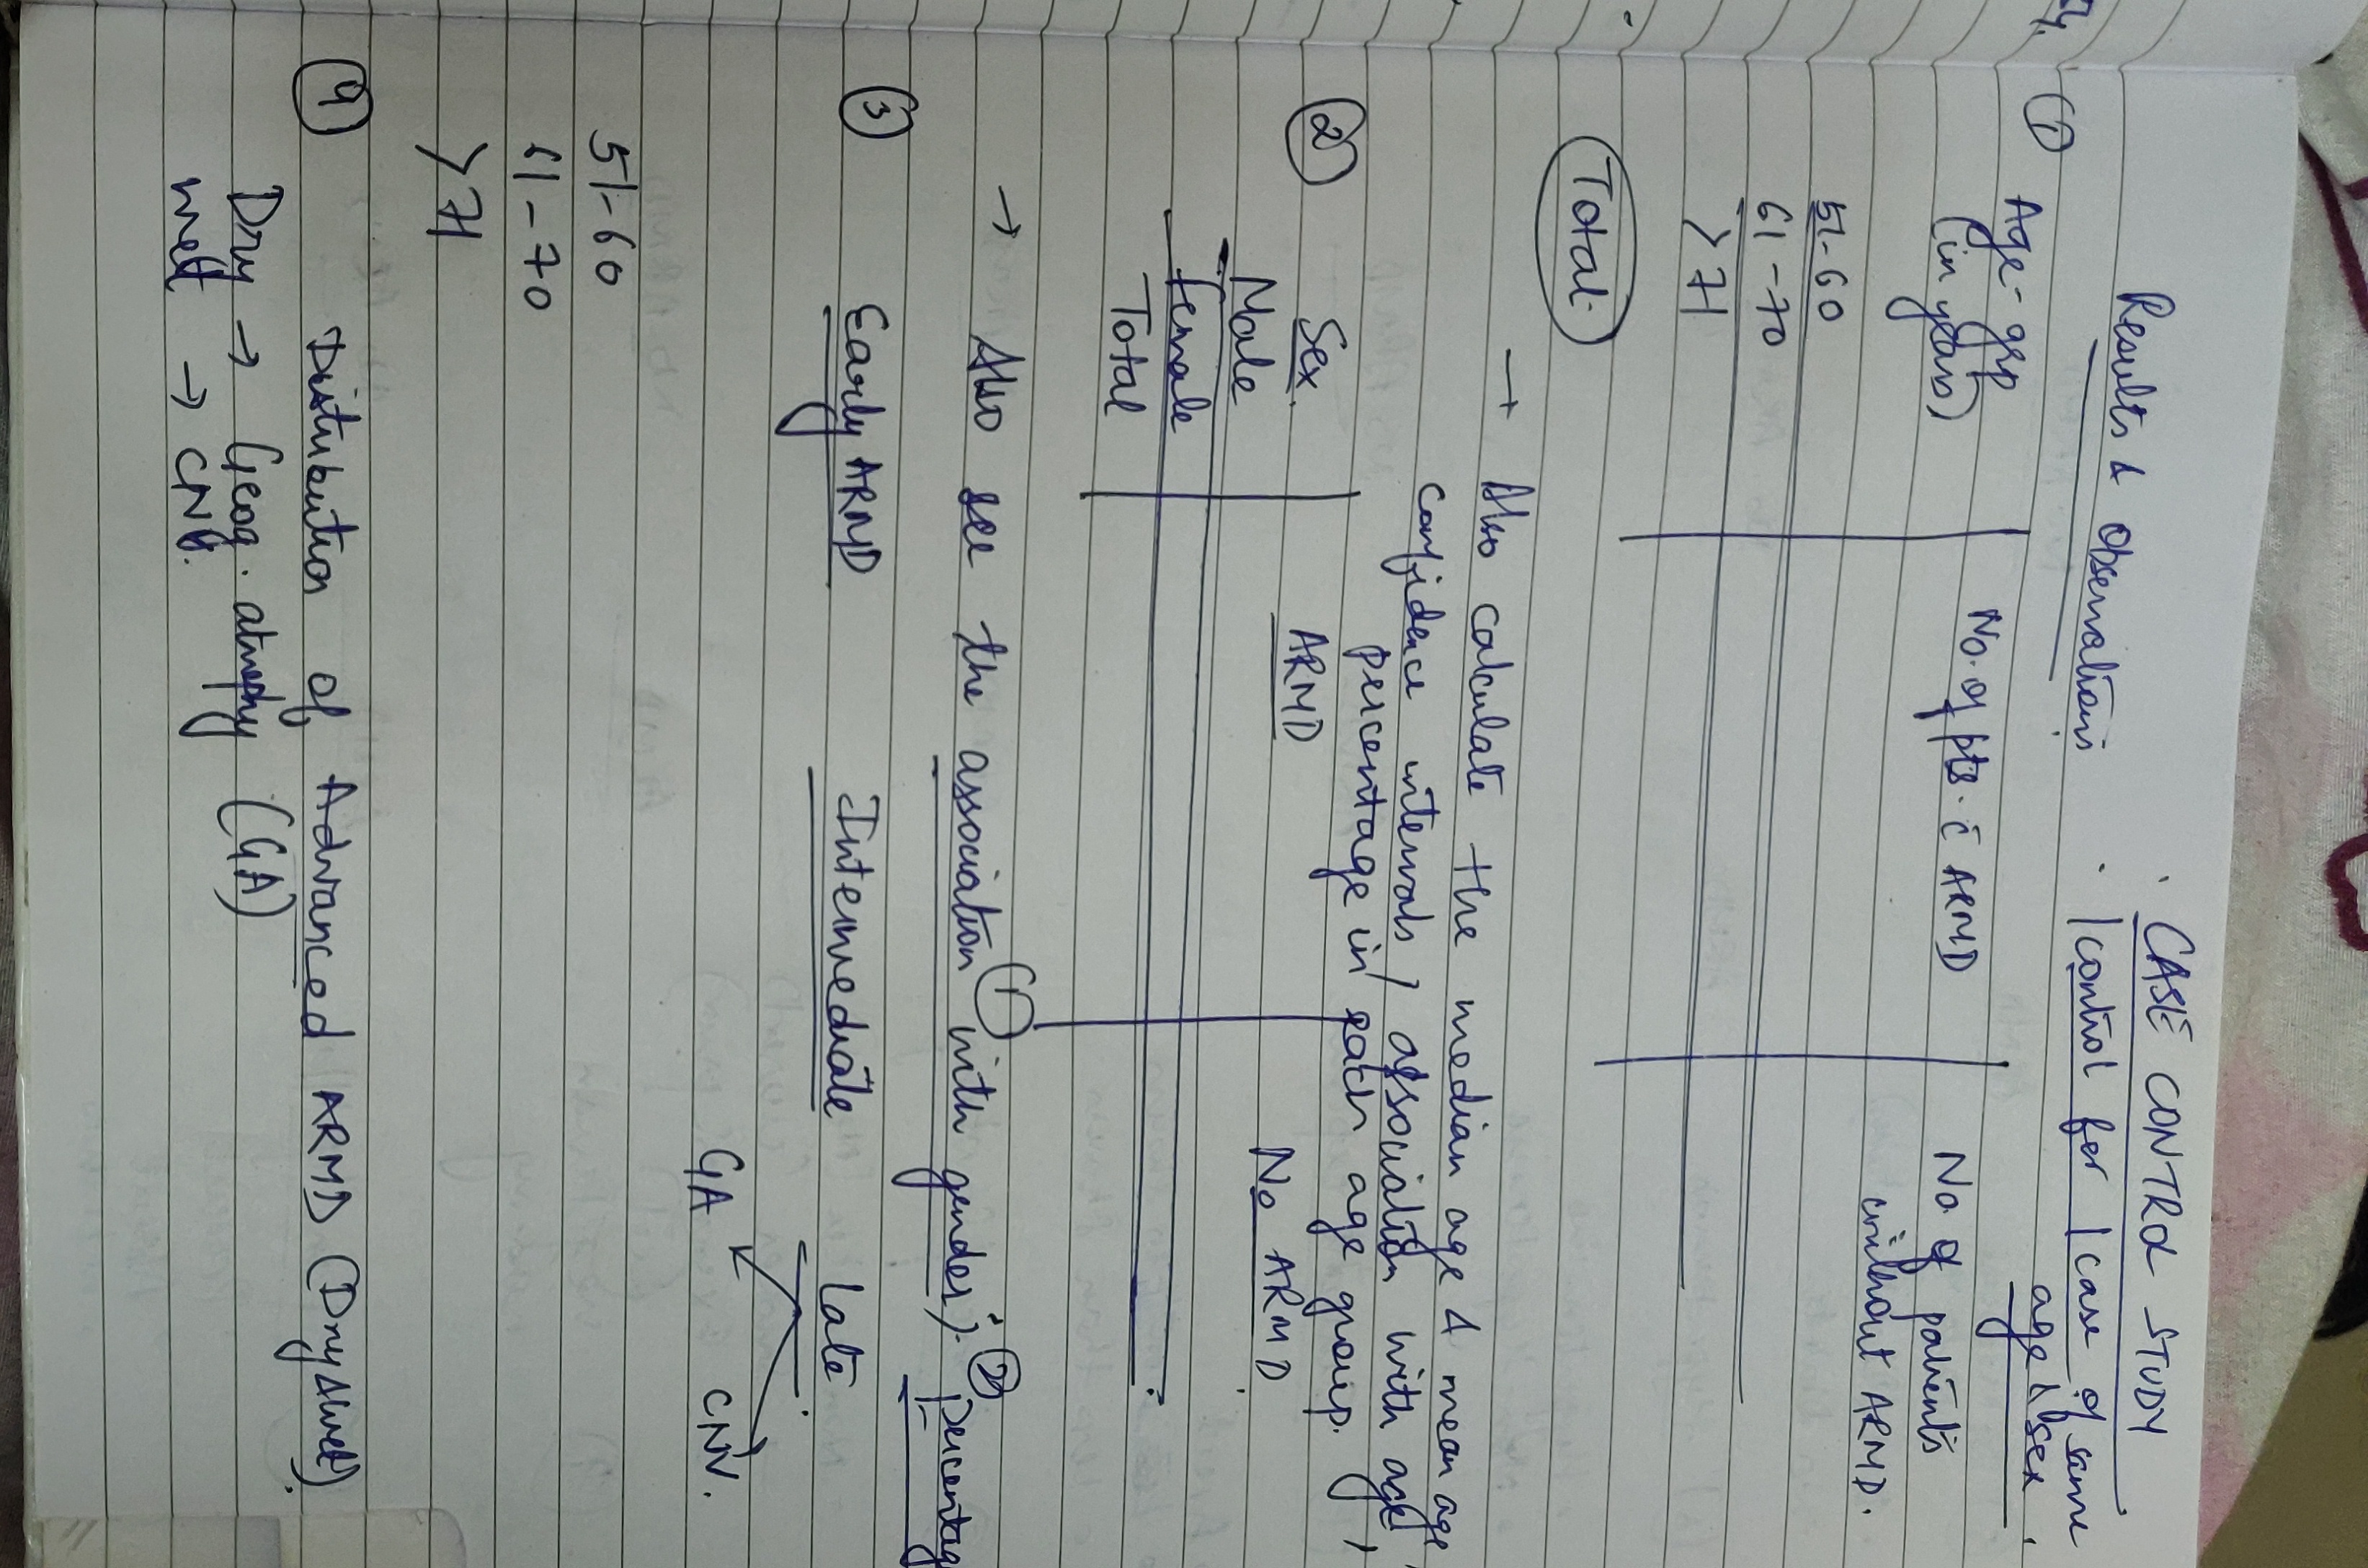 Results & observations.
CASE CONTROL STUDY
1 control for 1 case of same
age & sex.
① Age-grp
(in years)
No. of pts. c̄ ARMD
No. of patients
without ARMD.
51-60
61-70
>71
Total.
→ Also calculate the median age & mean age,
confidence intervals / association with age,
percentage in each age group.
② Sex.
ARMD
No ARMD
Male
Female
Total
→ Also see the association ① with gender. ② percentag
③ Early ARMD
Intermediate
late
GA
CNV.
51-60
61-70
>71
④ Distribution of Advanced ARMD (Dry & wet).
Dry → Geog. atrophy (GA)
wet → CNV.